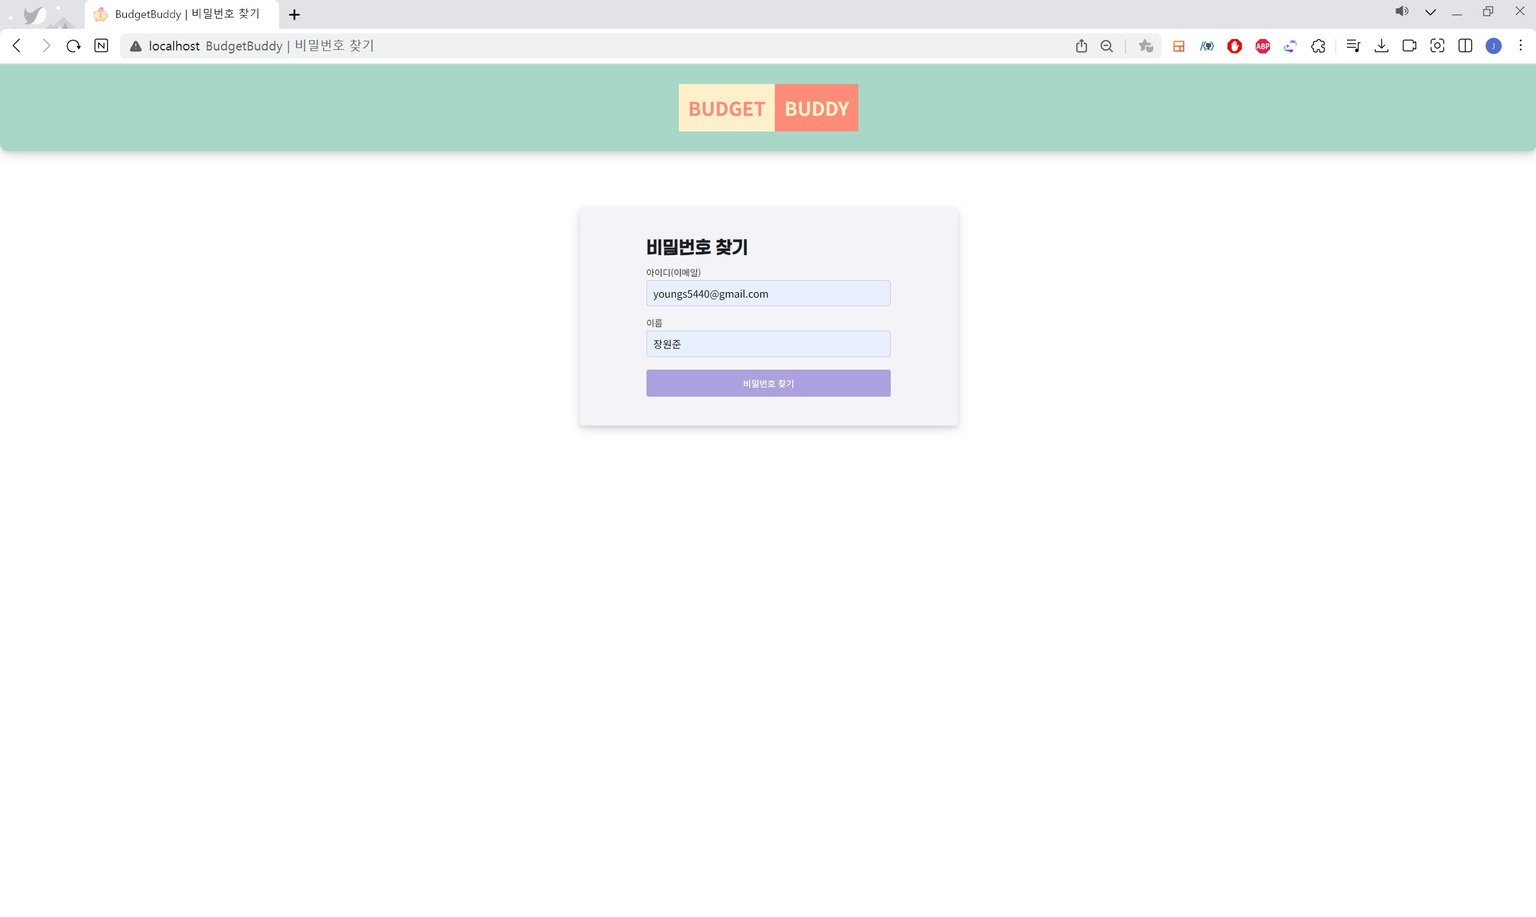 BudgetBuddy | 비밀번호 찾기
localhost BudgetBuddy | 비밀번호 찾기
ABP
J
BUDGET BUDDY
비밀번호 찾기
아이디(이메일)
youngs5440@gmail.com
이름
장원준
비밀번호 찾기